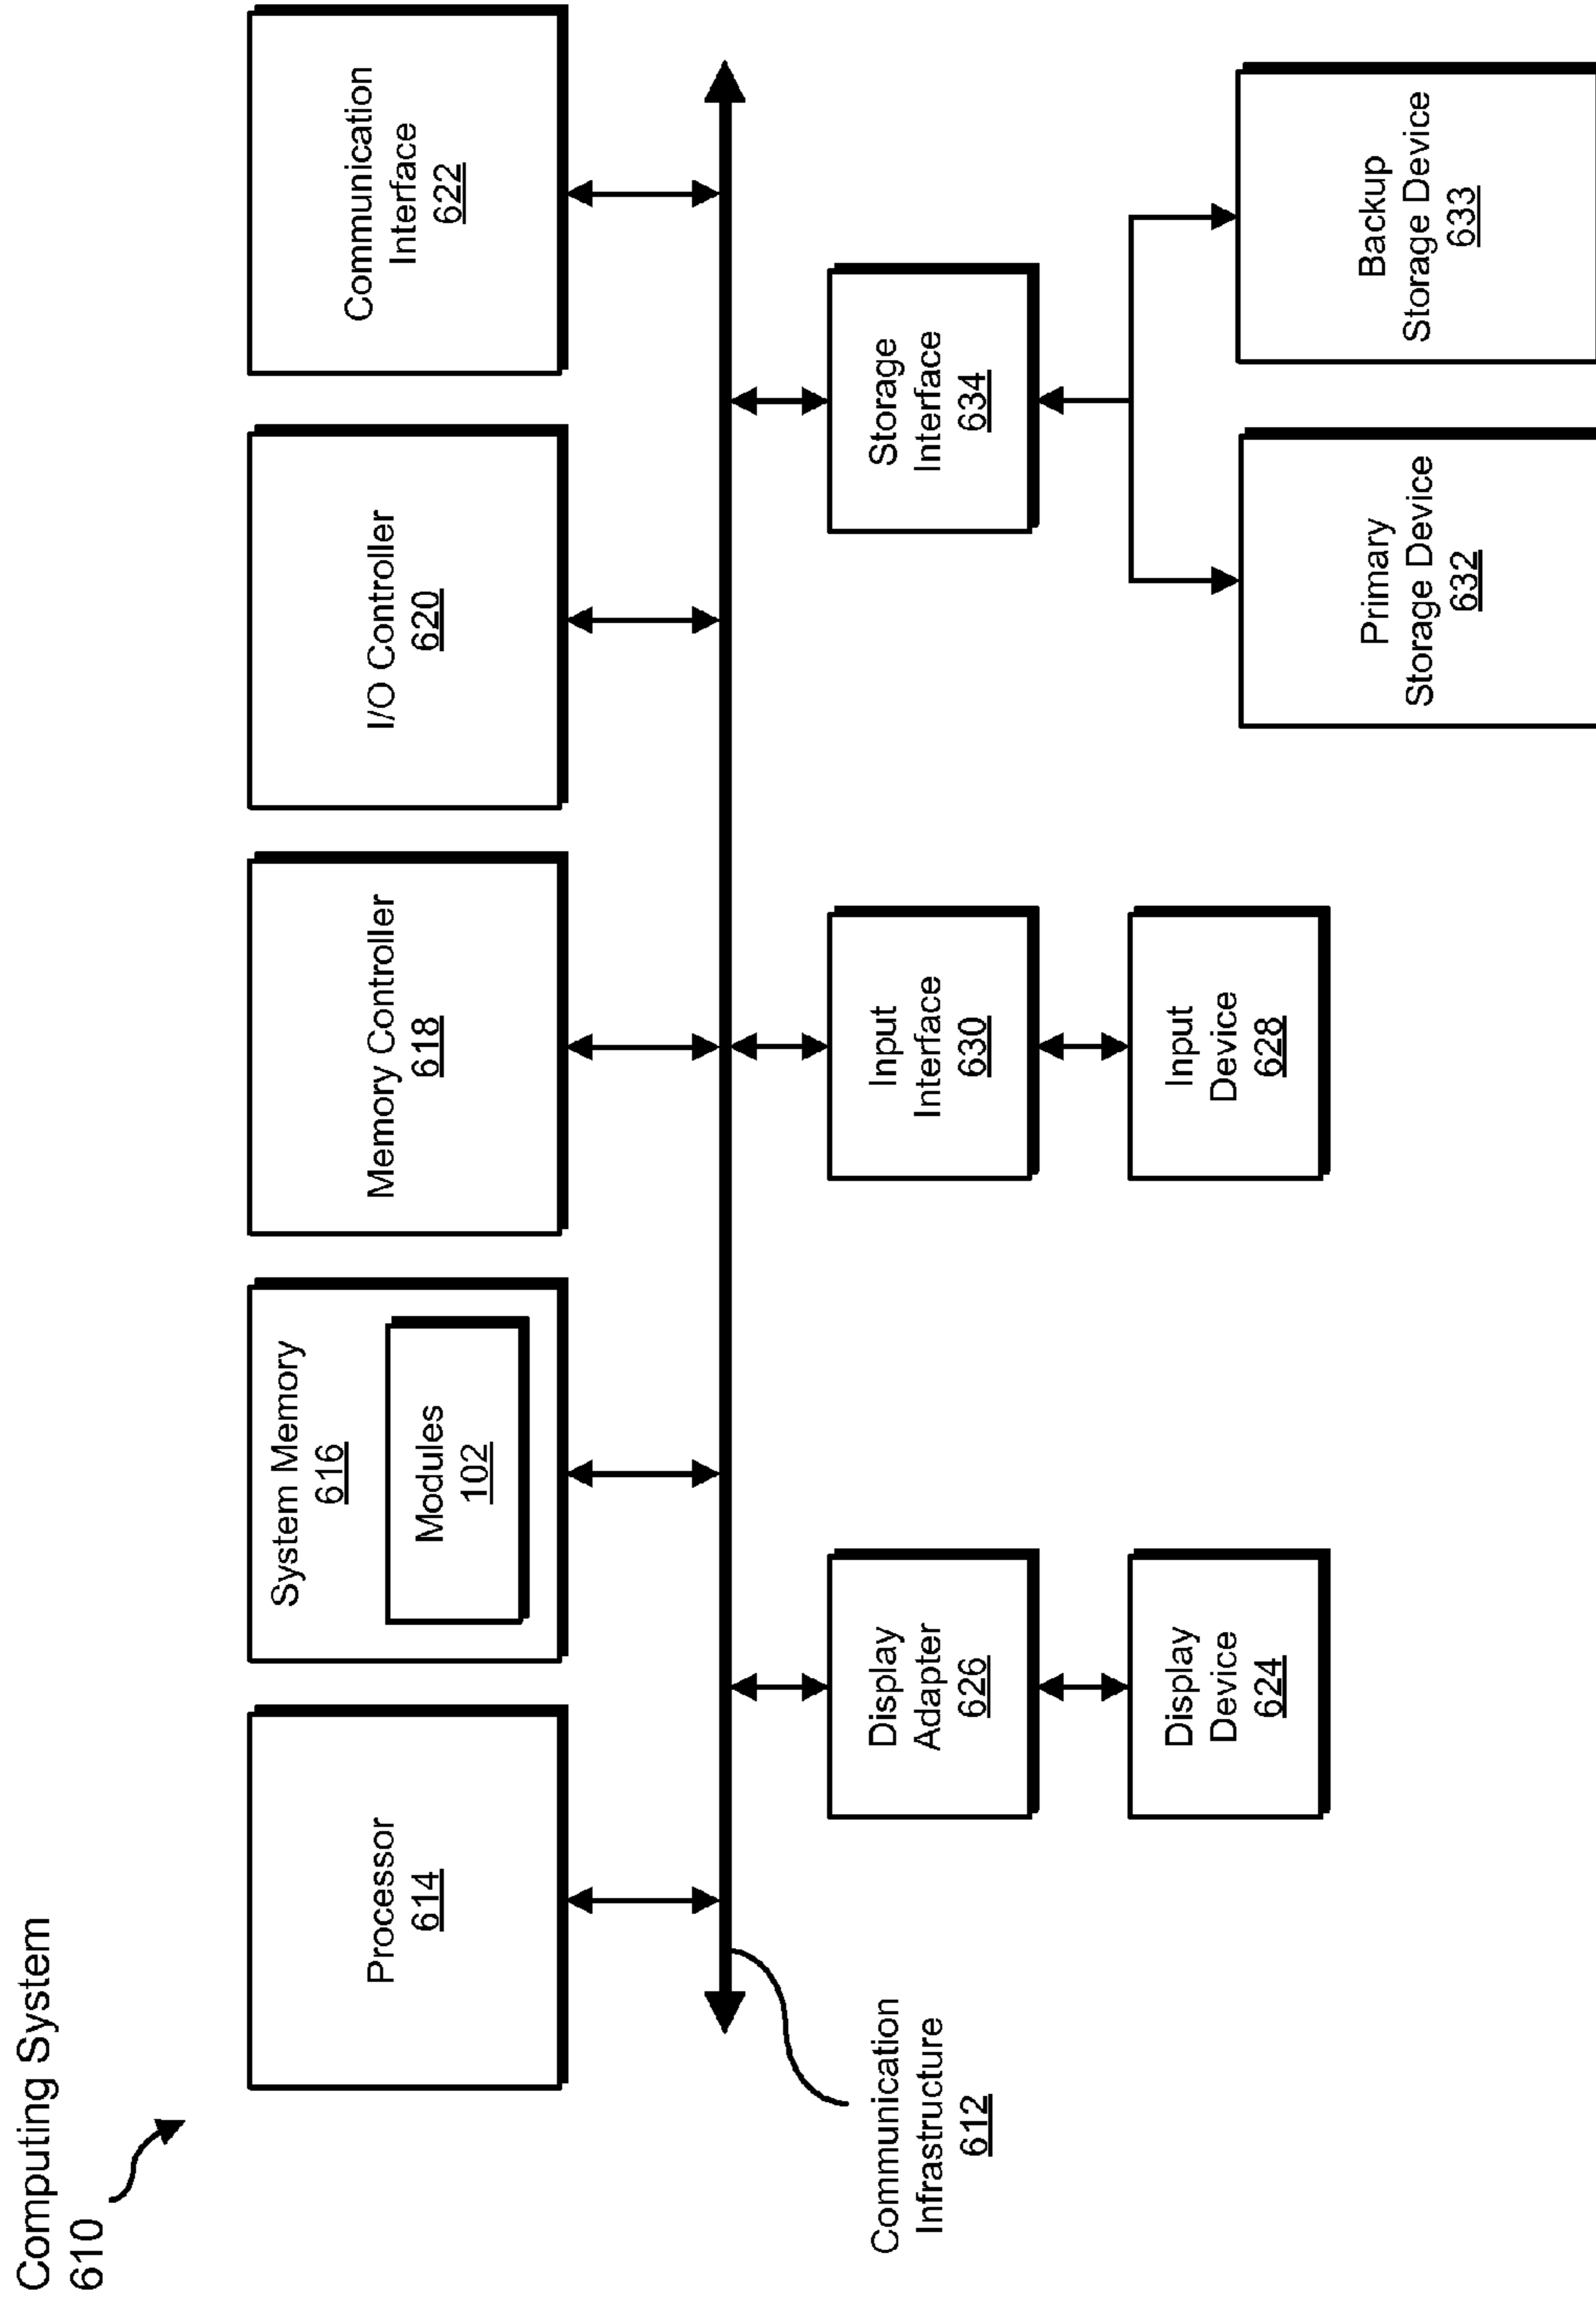 Computing System
610
Processor
614
System Memory
616
Modules
102
Memory Controller
618
I/O Controller
620
Communication
Interface
622
Communication
Infrastructure
612
Display
Adapter
626
Input
Interface
630
Storage
Interface
634
Display
Device
624
Input
Device
628
Primary
Storage Device
632
Backup
Storage Device
633